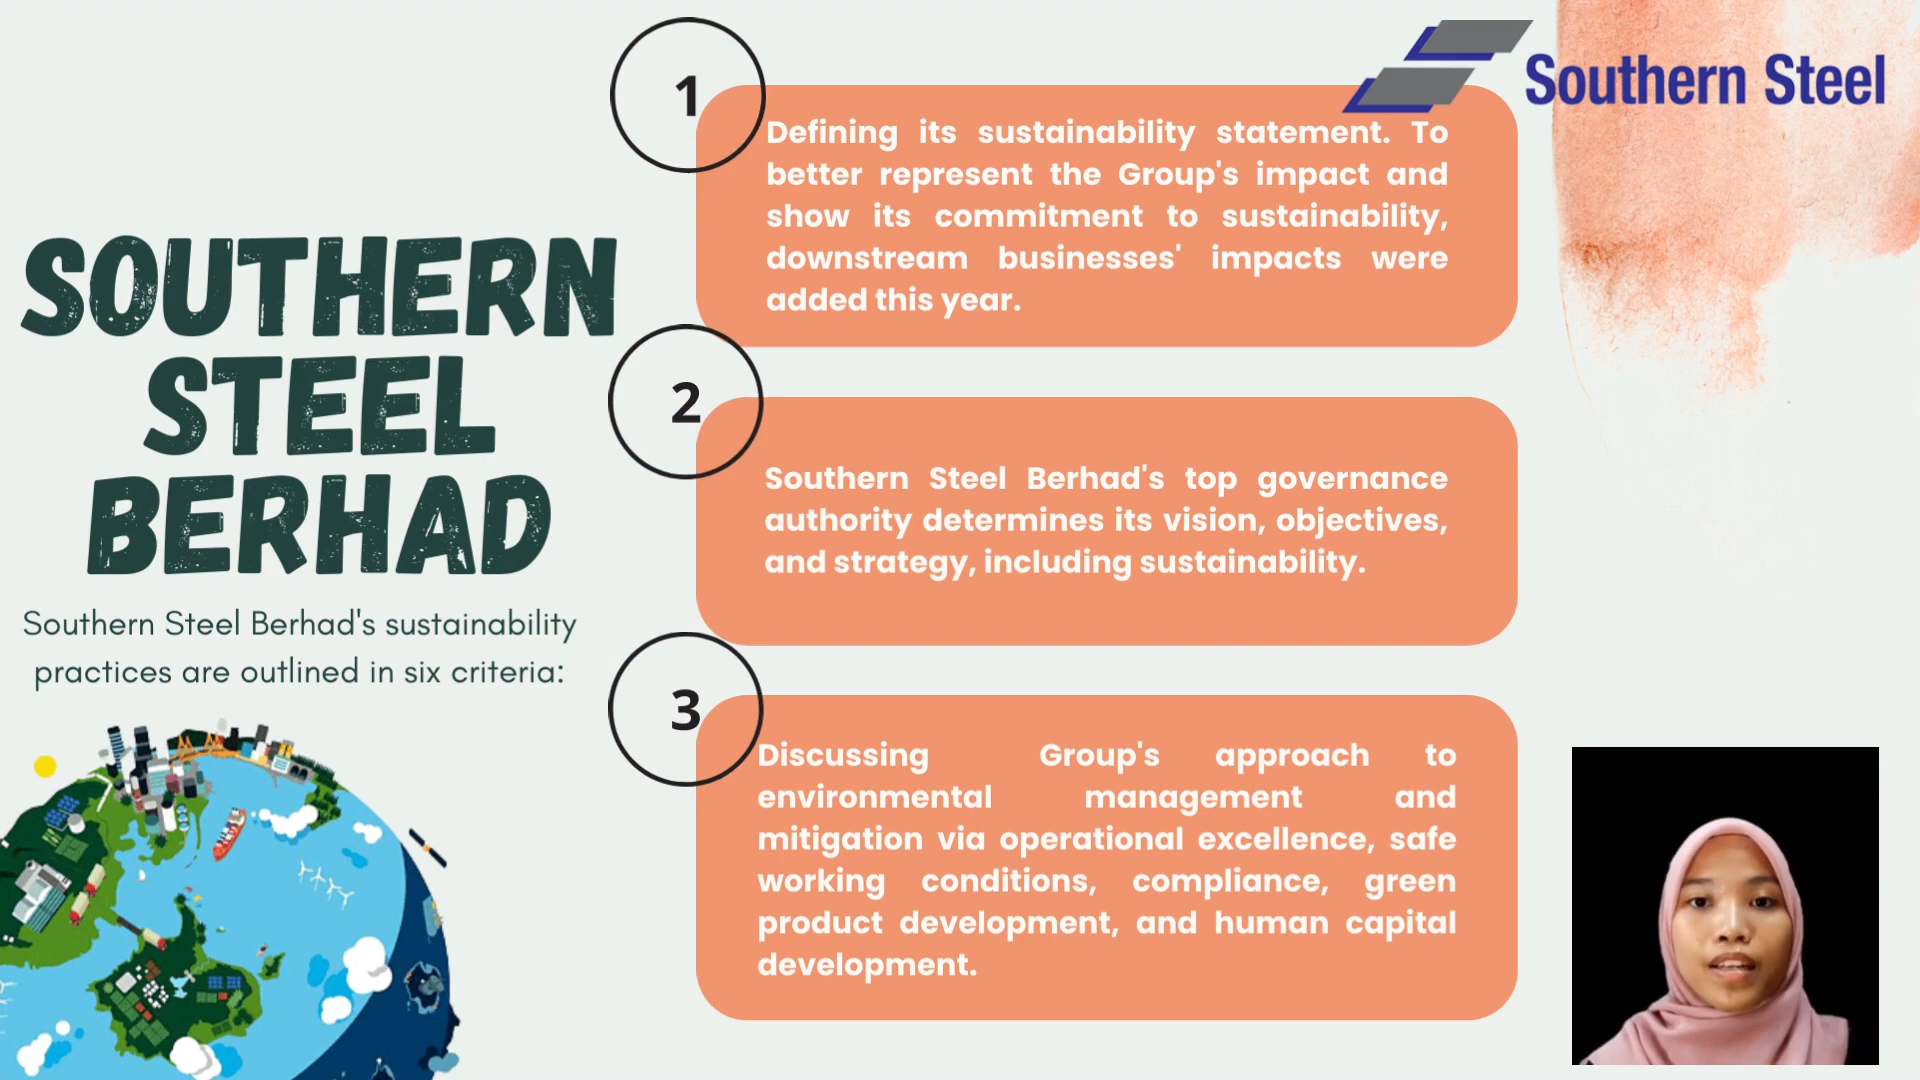 SOUTHERN
STEEL
BERHAD
Southern Steel Berhad's sustainability
practices are outlined in six criteria:
1
Defining its sustainability statement. To
better represent the Group's impact and
show its commitment to sustainability,
downstream businesses' impacts were
added this year.
2
Southern Steel Berhad's top governance
authority determines its vision, objectives,
and strategy, including sustainability.
3
Discussing Group's approach to
environmental management and
mitigation via operational excellence, safe
working conditions, compliance, green
product development, and human capital
development.
Southern Steel